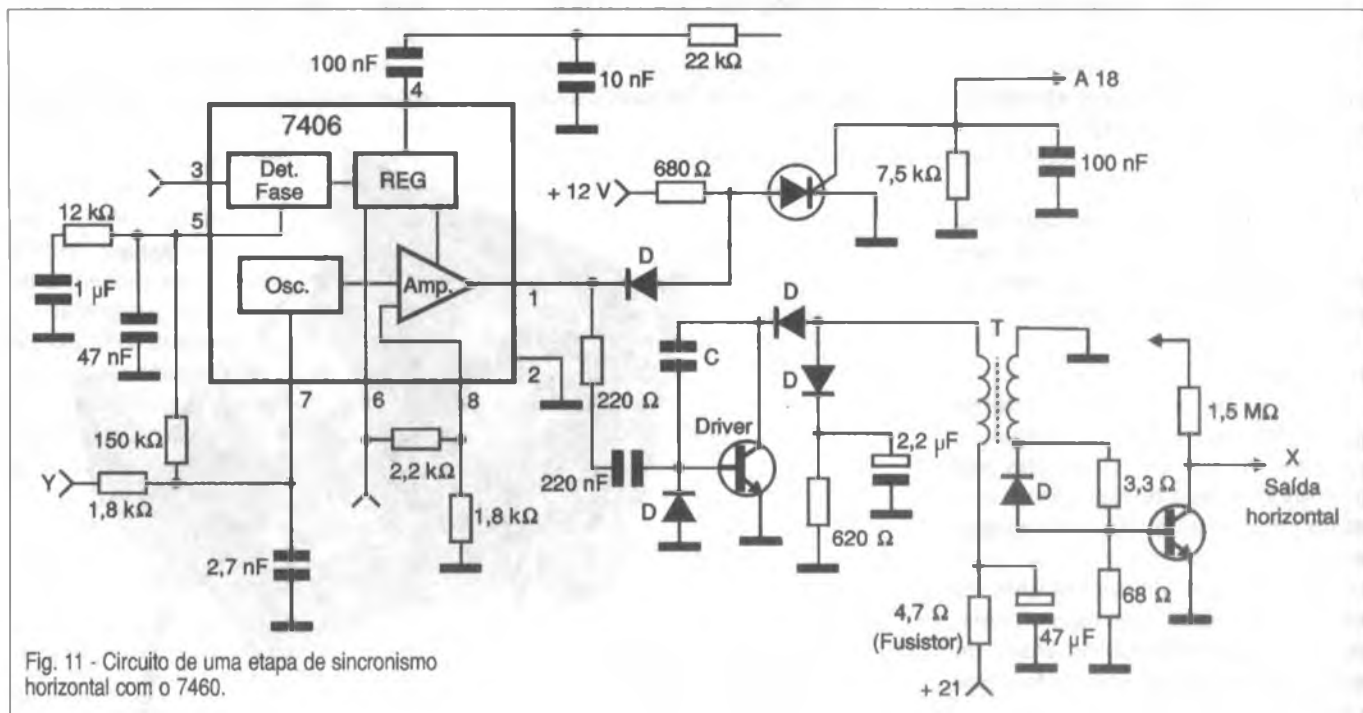 100 nF
10 nF
22 kΩ
A 18
4
7406
3
Det.
Fase
REG
680 Ω
+ 12 V
7,5 kΩ
100 nF
12 kΩ
5
1 µF
47 nF
Osc.
Amp.
1
D
2
7
6
8
220 Ω
C
D
D
T
Driver
150 kΩ
2,2 kΩ
220 nF
D
2,2 µF
1,5 MΩ
X
Saída
horizontal
Y
1,8 kΩ
1,8 kΩ
620 Ω
D
3,3 Ω
2,7 nF
4,7 Ω
(Fusistor)
47 µF
68 Ω
+ 21
Fig. 11 - Circuito de uma etapa de sincronismo
horizontal com o 7460.